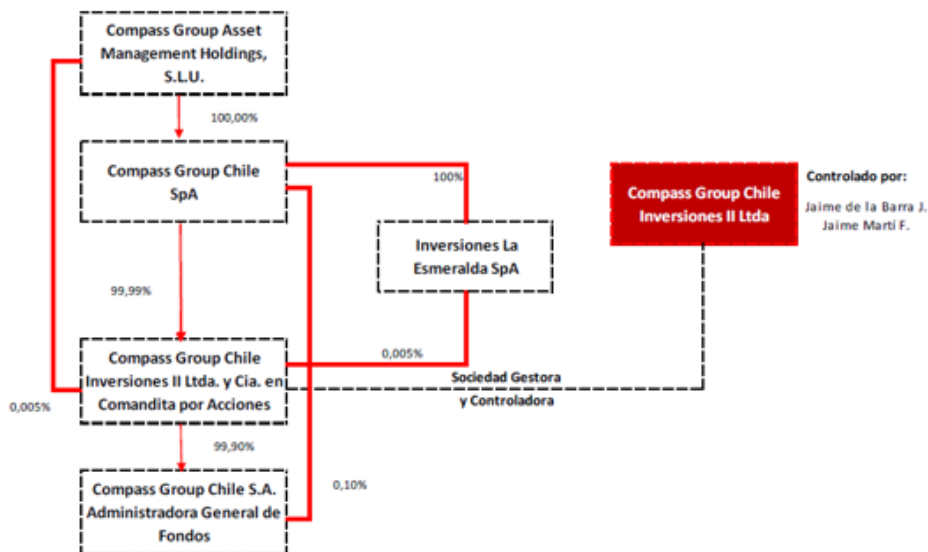 Compass Group Asset
Management Holdings,
S.L.U.
100,00%
Compass Group Chile
SpA
100%
Compass Group Chile
Inversiones II Ltda
Controlado por:
Jaime de la Barra J.
Jaime Martí F.
Inversiones La
Esmeralda SpA
99,99%
0,005%
Compass Group Chile
Inversiones II Ltda. y Cia. en
Comandita por Acciones
Sociedad Gestora
y Controladora
0,005%
99,90%
Compass Group Chile S.A.
Administradora General de
Fondos
0,10%